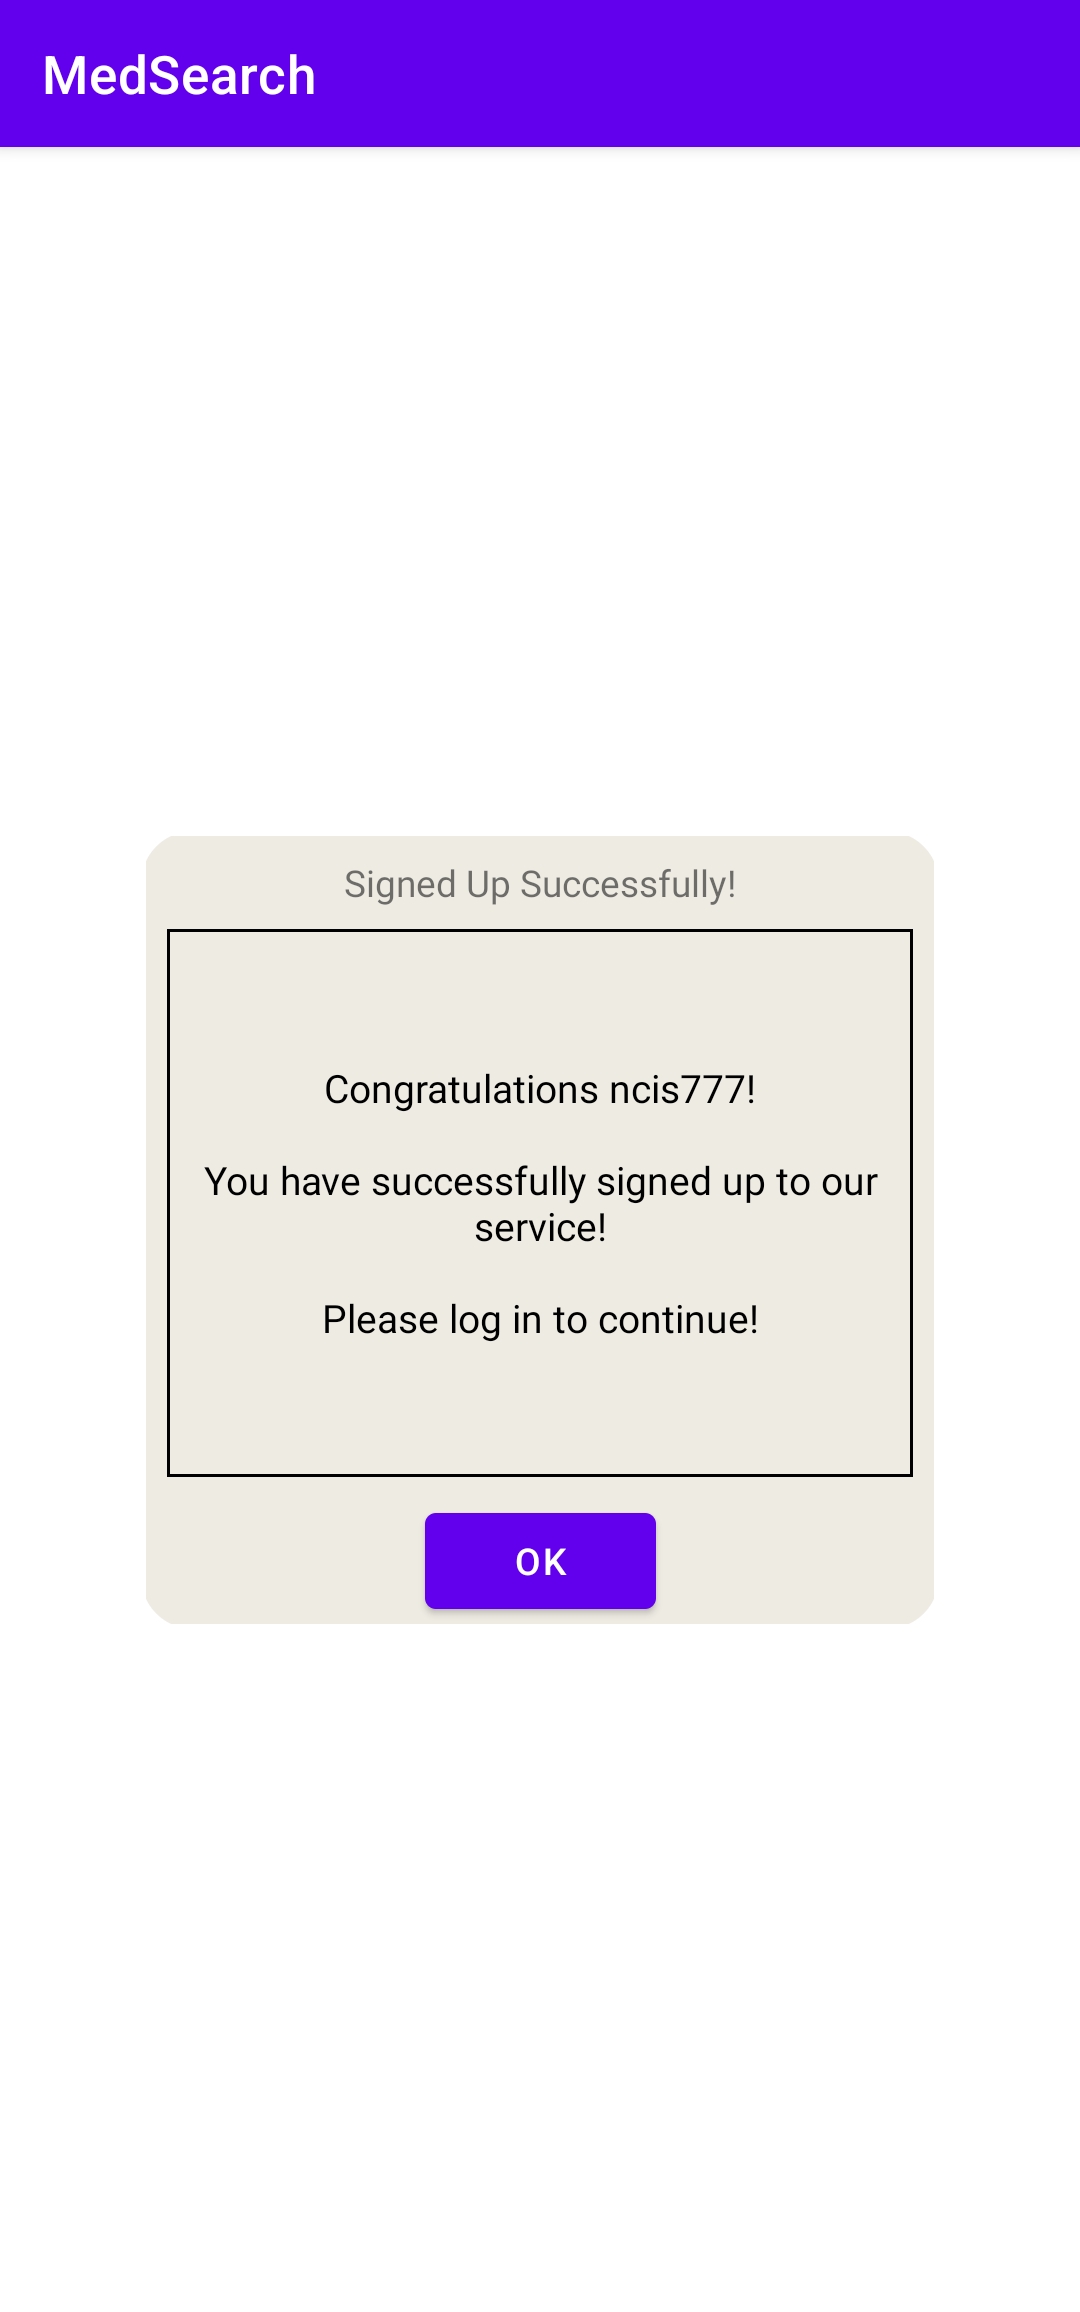 MedSearch
Signed Up Successfully!
Congratulations ncis777!
You have successfully signed up to our
service!
Please log in to continue!
OK